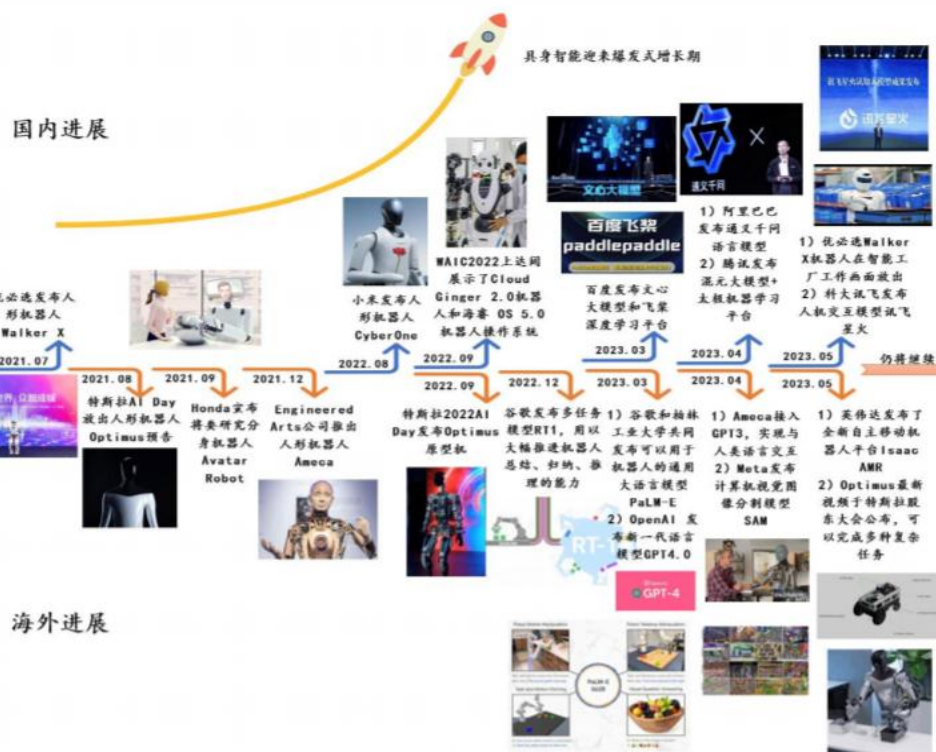 具身智能迎来爆发式增长期
国内进展
讯飞星火
文心大模型
通义千问
百度飞桨
paddlepaddle
优必选发布人
形机器人
Walker X
小米发布人
形机器人
CyberOne
WAIC2022上达闼
展示了Cloud
Ginger 2.0机器
人和海睿 OS 5.0
机器人操作系统
百度发布文心
大模型和飞桨
深度学习平台
1) 阿里巴巴
发布通义千问
语言模型
2) 腾讯发布
混元大模型+
太极机器学习
平台
1) 优必选Walker
X机器人在智能工
厂工作画面放出
2) 科大讯飞发布
人机交互模型讯飞
星火
2021.07
2022.08
2022.09
2023.03
2023.04
2023.05
仍将继续
2021.08
2021.09
2021.12
2022.09
2022.12
2023.03
2023.04
2023.05
特斯拉AI Day
放出人形机器人
Optimus预告
Honda宣布
将要研究分
身机器人
Avatar
Robot
Engineered
Arts公司推出
人形机器人
Ameca
特斯拉2022AI
Day发布Optimus
原型机
谷歌发布多任务
模型RT1，用以
大幅推进机器人
总结、归纳、推
理的能力
RT-1
1) 谷歌和柏林
工业大学共同
发布可以用于
机器人的通用
大语言模型
PaLM-E
2) OpenAI 发
布新一代语言
模型GPT4.0
GPT-4
1) Ameca接入
GPT3，实现与
人类语言交互
2) Meta发布
计算机视觉图
像分割模型
SAM
1) 英伟达发布了
全新自主移动机
器人平台Isaac
AMR
2) Optimus最新
视频于特斯拉股
东大会公布，可
以完成多种复杂
任务
海外进展
PaLM-E